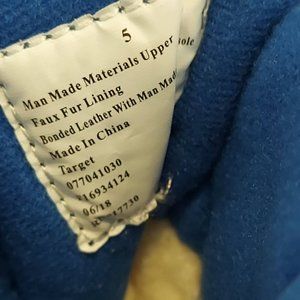 5
Man Made Materials Upper
Faux Fur Lining
Bonded Leather With Man Made
Made In China
Target
077041030
16934124
06/18
17730